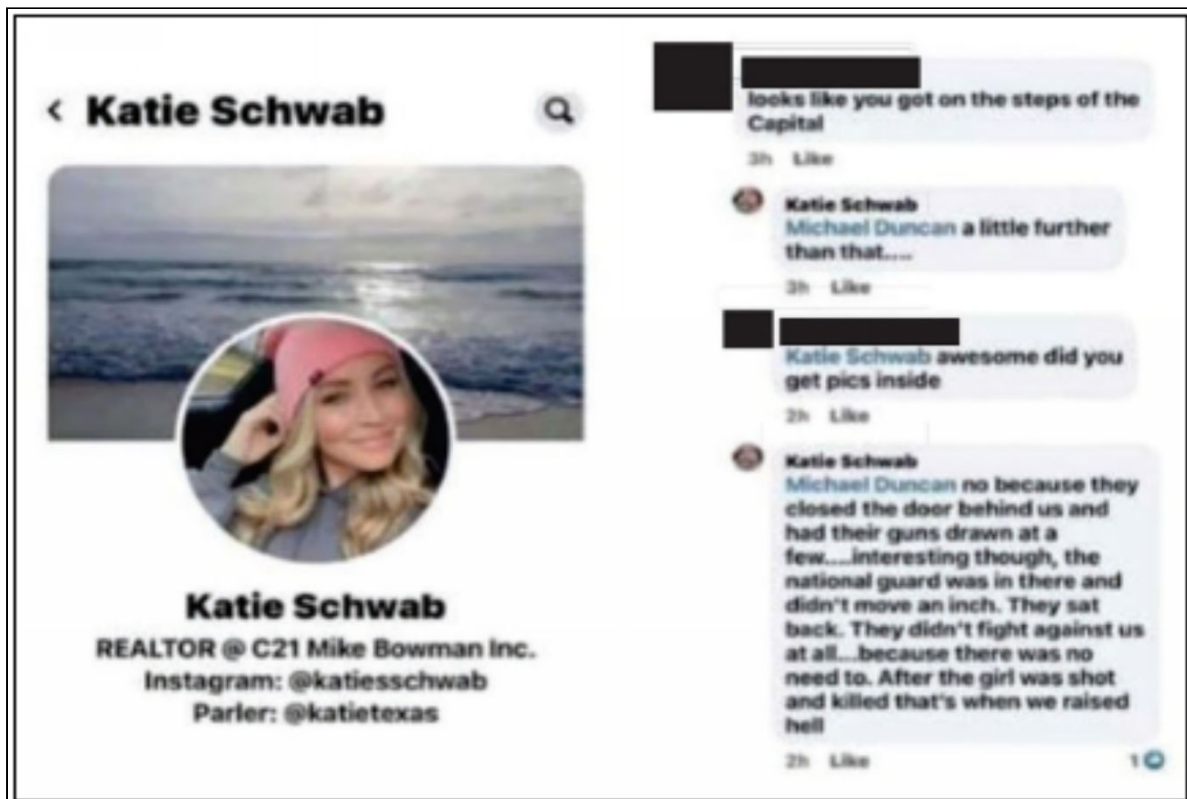 Katie Schwab
Katie Schwab
REALTOR @ C21 Mike Bowman Inc.
Instagram: @katiesschwab
Parler: @katietexas
looks like you got on the steps of the
Capital
3h Like
Katie Schwab
Michael Duncan a little further
than that....
3h Like
Katie Schwab awesome did you
get pics inside
2h Like
Katie Schwab
Michael Duncan no because they
closed the door behind us and
had their guns drawn at a
few....interesting though, the
national guard was in there and
didn't move an inch. They sat
back. They didn't fight against us
at all...because there was no
need to. After the girl was shot
and killed that's when we raised
hell
2h Like
1